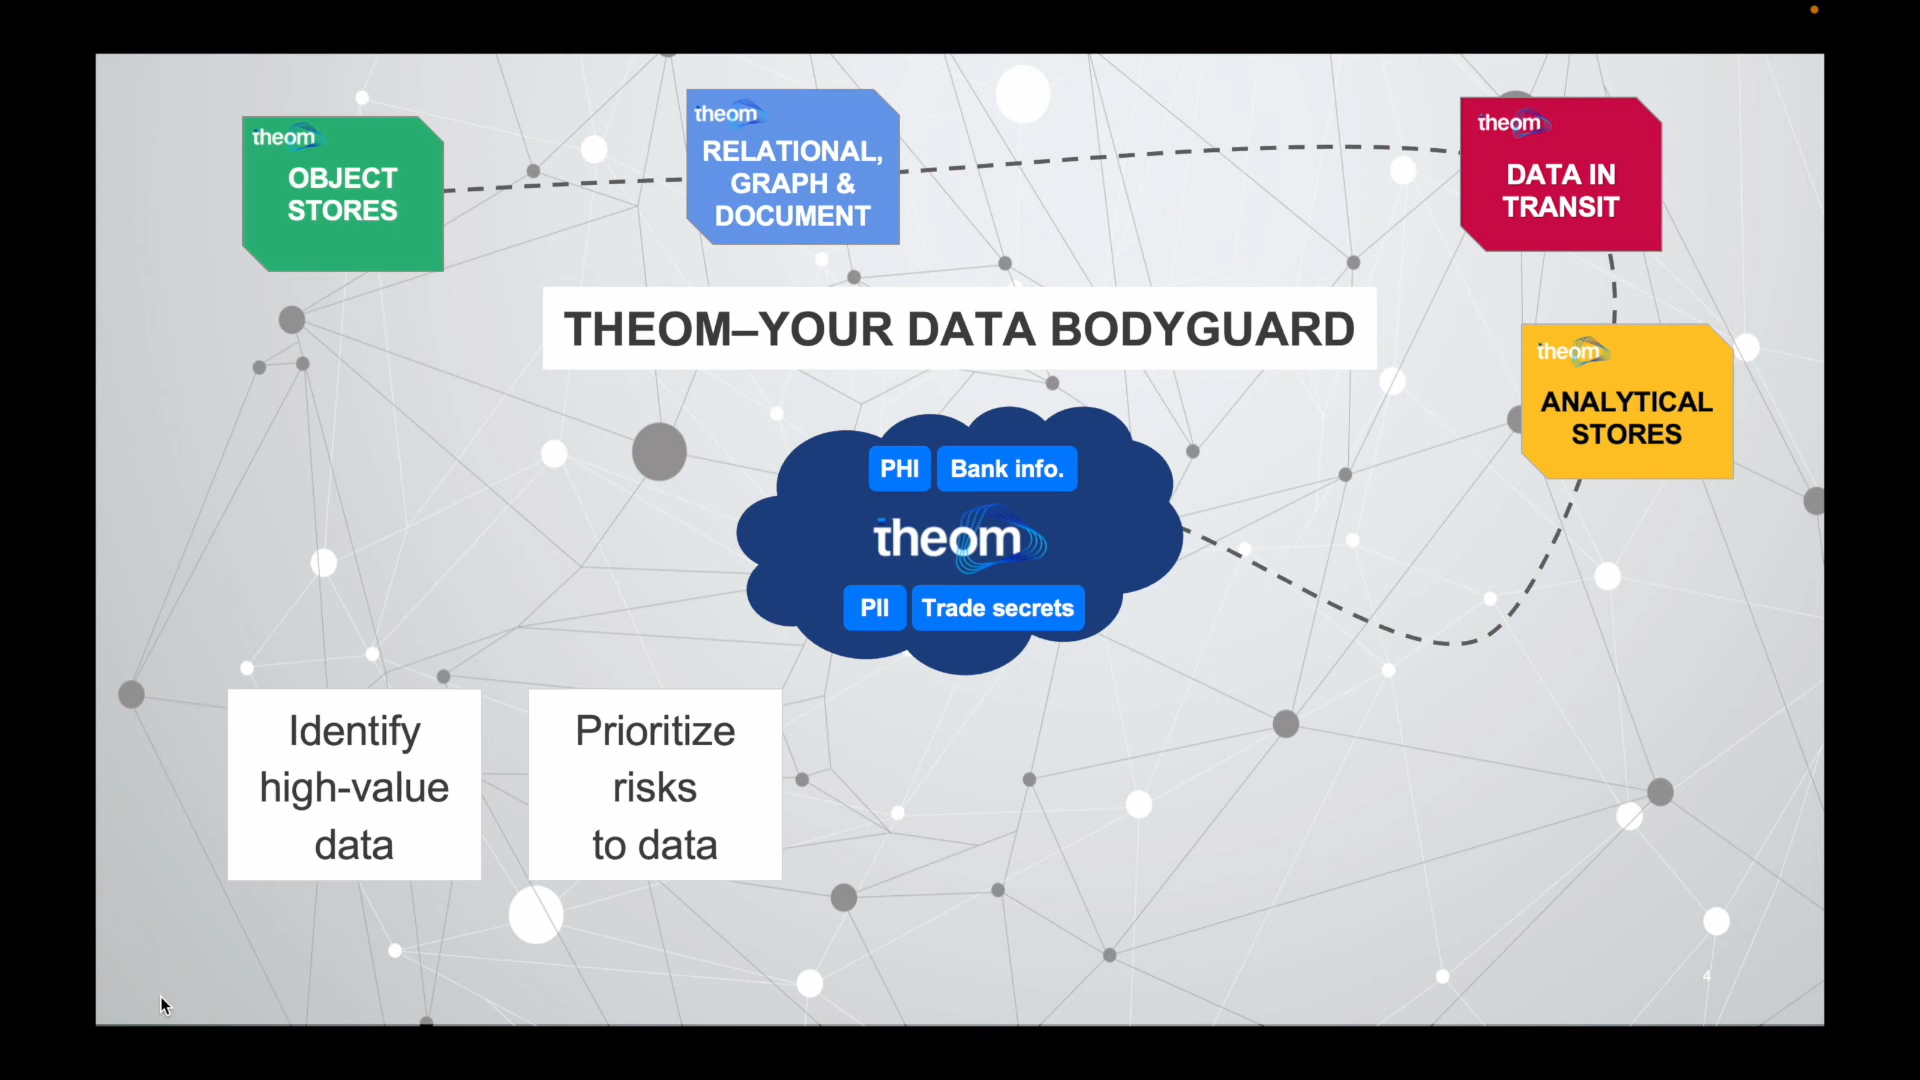 theom
OBJECT
STORES
theom
RELATIONAL,
GRAPH &
DOCUMENT
theom
DATA IN
TRANSIT
THEOM–YOUR DATA BODYGUARD
theom
ANALYTICAL
STORES
PHI
Bank info.
theom
PII
Trade secrets
Identify
high-value
data
Prioritize
risks
to data
4